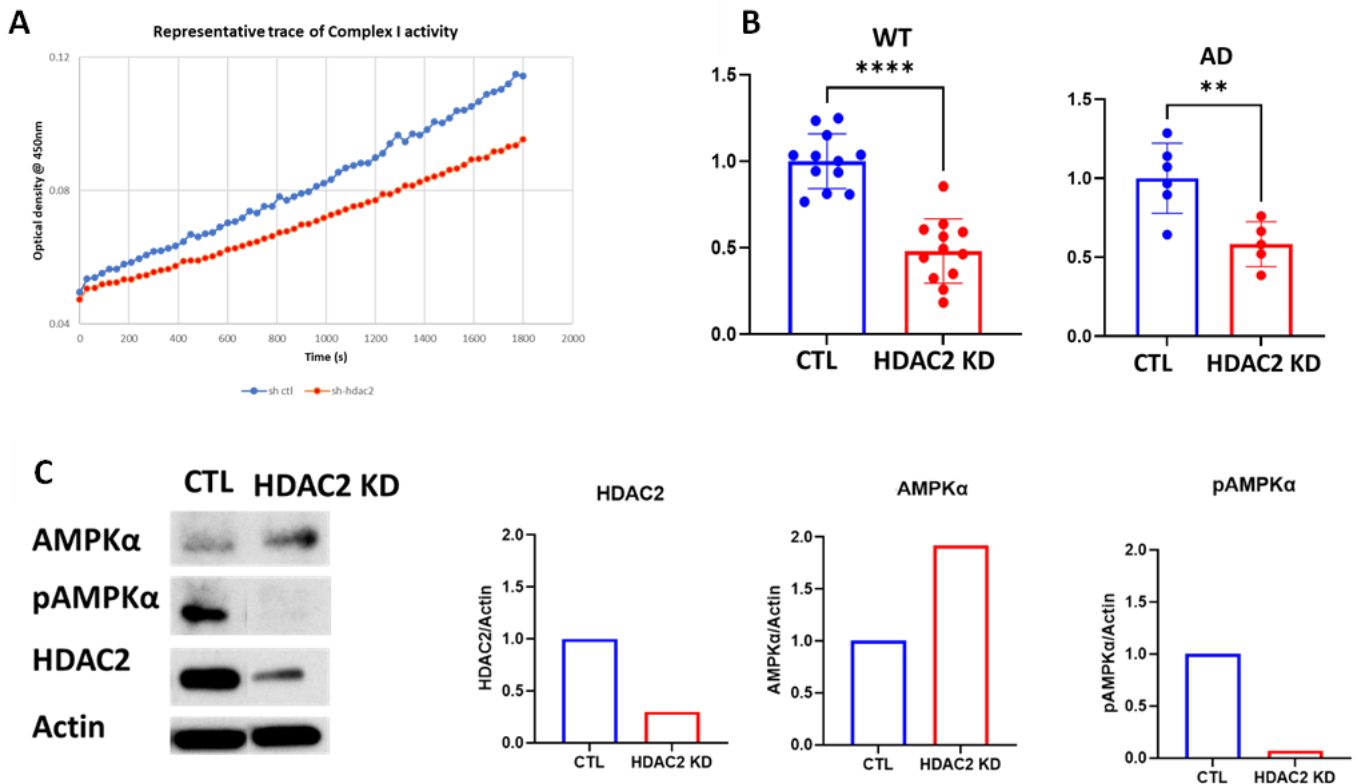 A
Representative trace of Complex I activity
Optical density @ 450nm
0.12
0.08
0.04
0 200 400 600 800 1000 1200 1400 1600 1800 2000
Time (s)
sh ctl sh-hdac2
B
WT
****
1.5
1.0
0.5
0.0
CTL HDAC2 KD
AD
**
1.5
1.0
0.5
0.0
CTL HDAC2 KD
C
CTL HDAC2 KD
AMPKα
pAMPKα
HDAC2
Actin
HDAC2
HDAC2/Actin
2.0
1.5
1.0
0.5
0.0
CTL HDAC2 KD
AMPKα
AMPKα/Actin
2.0
1.5
1.0
0.5
0.0
CTL HDAC2 KD
pAMPKα
pAMPKα/Actin
2.0
1.5
1.0
0.5
0.0
CTL HDAC2 KD